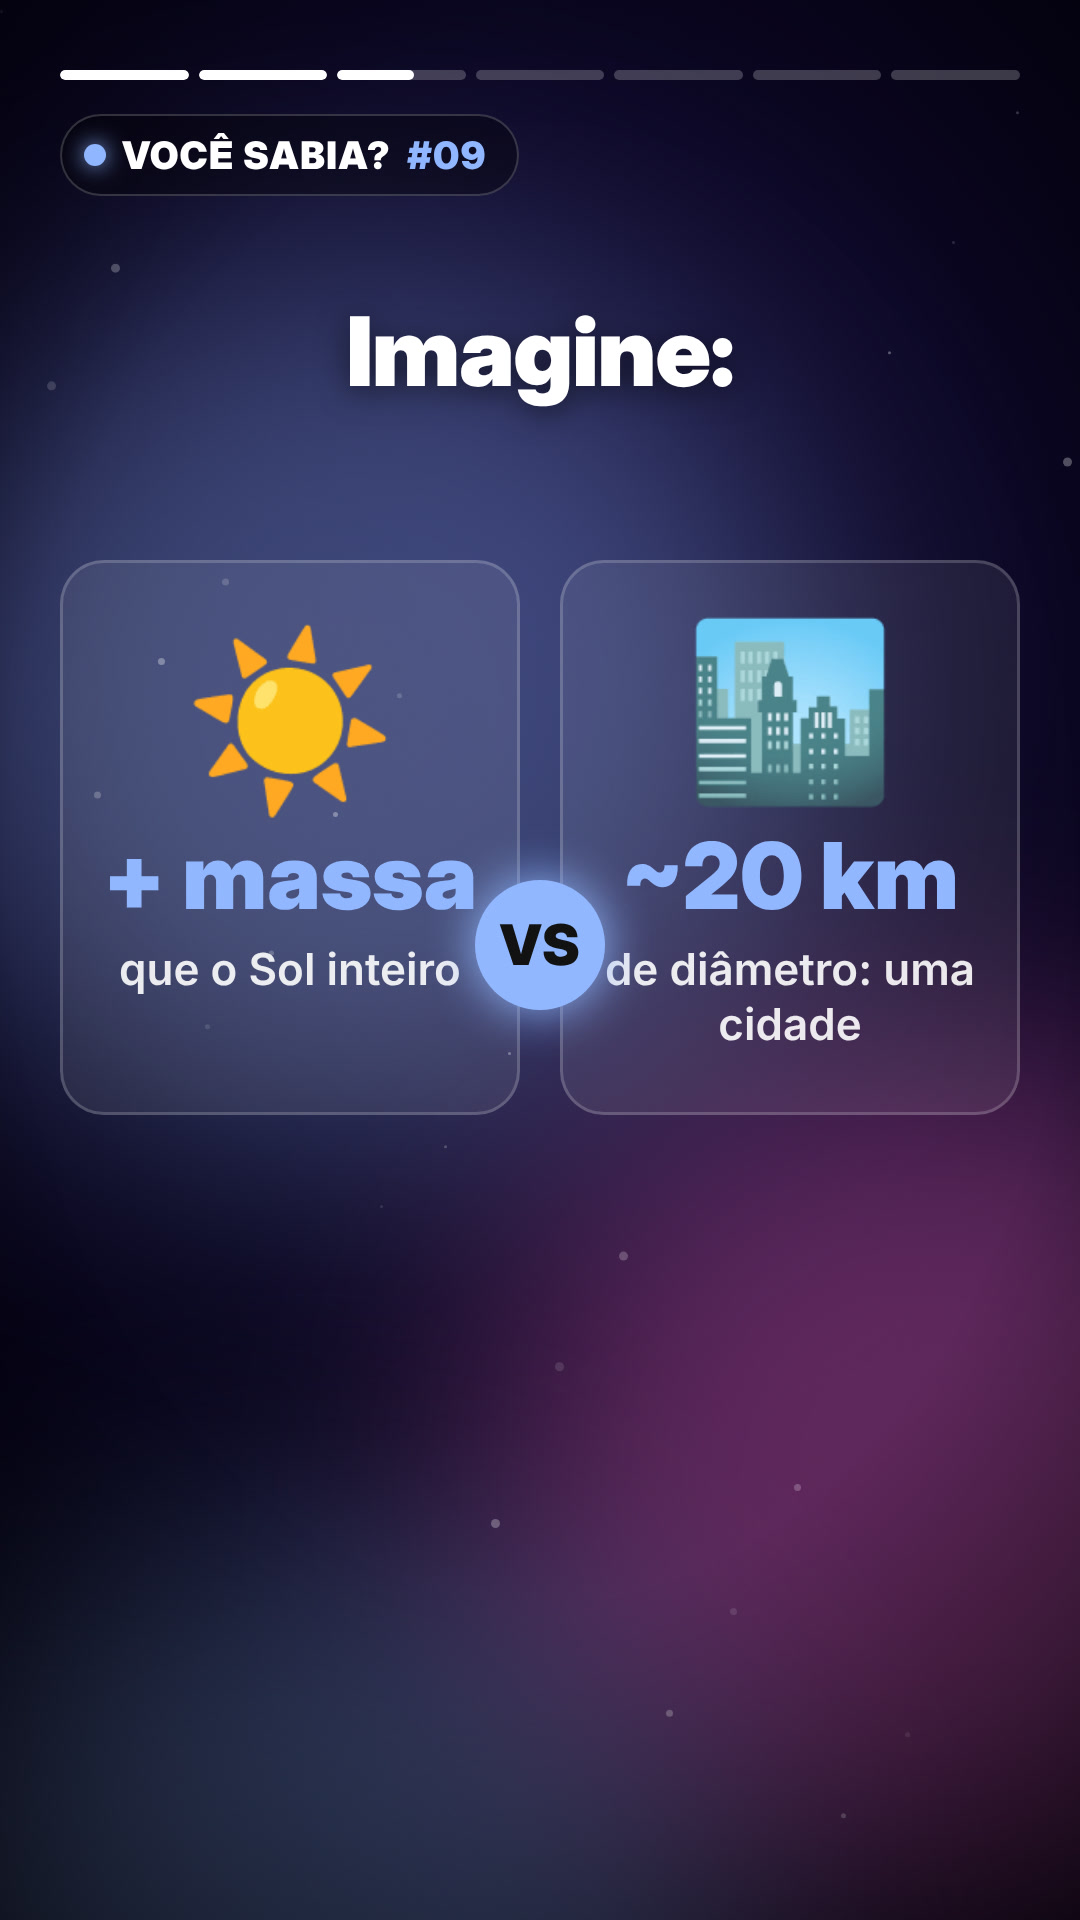 VOCÊ SABIA? #09
Imagine:
+ massa
que o Sol inteiro
VS
~20 km
de diâmetro: uma
cidade